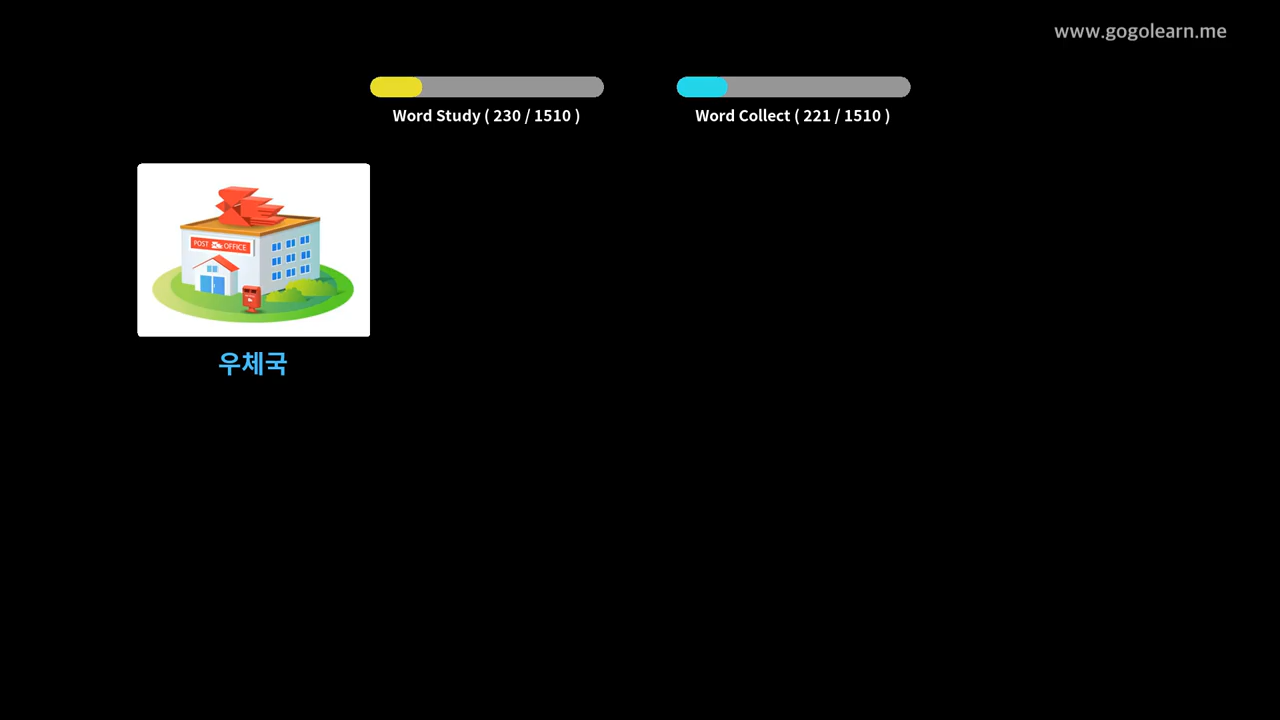 www.gogolearn.me
Word Study ( 230 / 1510 )
Word Collect ( 221 / 1510 )
POST OFFICE
우체국